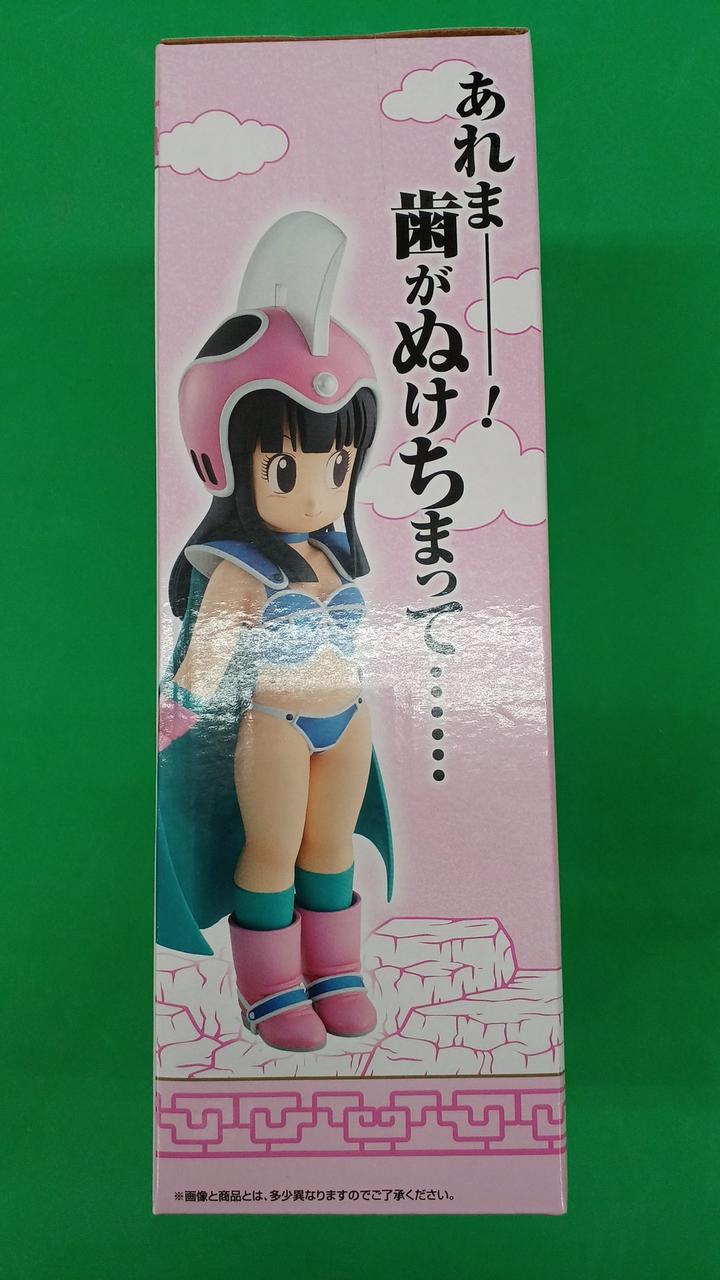 あれま──！
歯がぬけちまって……
※画像と商品とは、多少異なりますのでご了承ください。